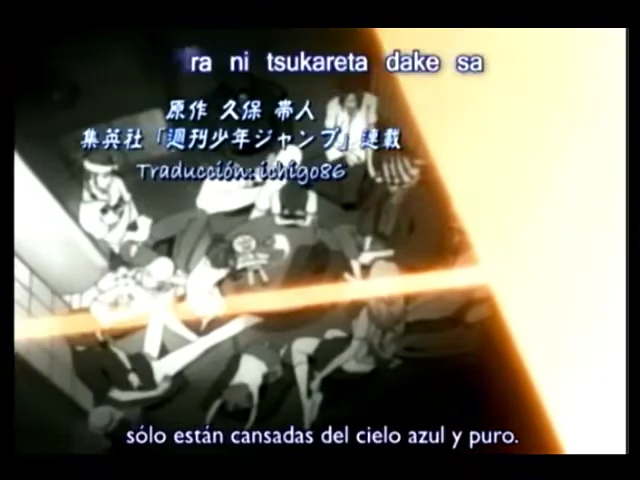 ra ni tsukareta dake sa
原作 久保 帯人
集英社「週刊少年ジャンプ」連載
Traducción: ichigo86
sólo están cansadas del cielo azul y puro.